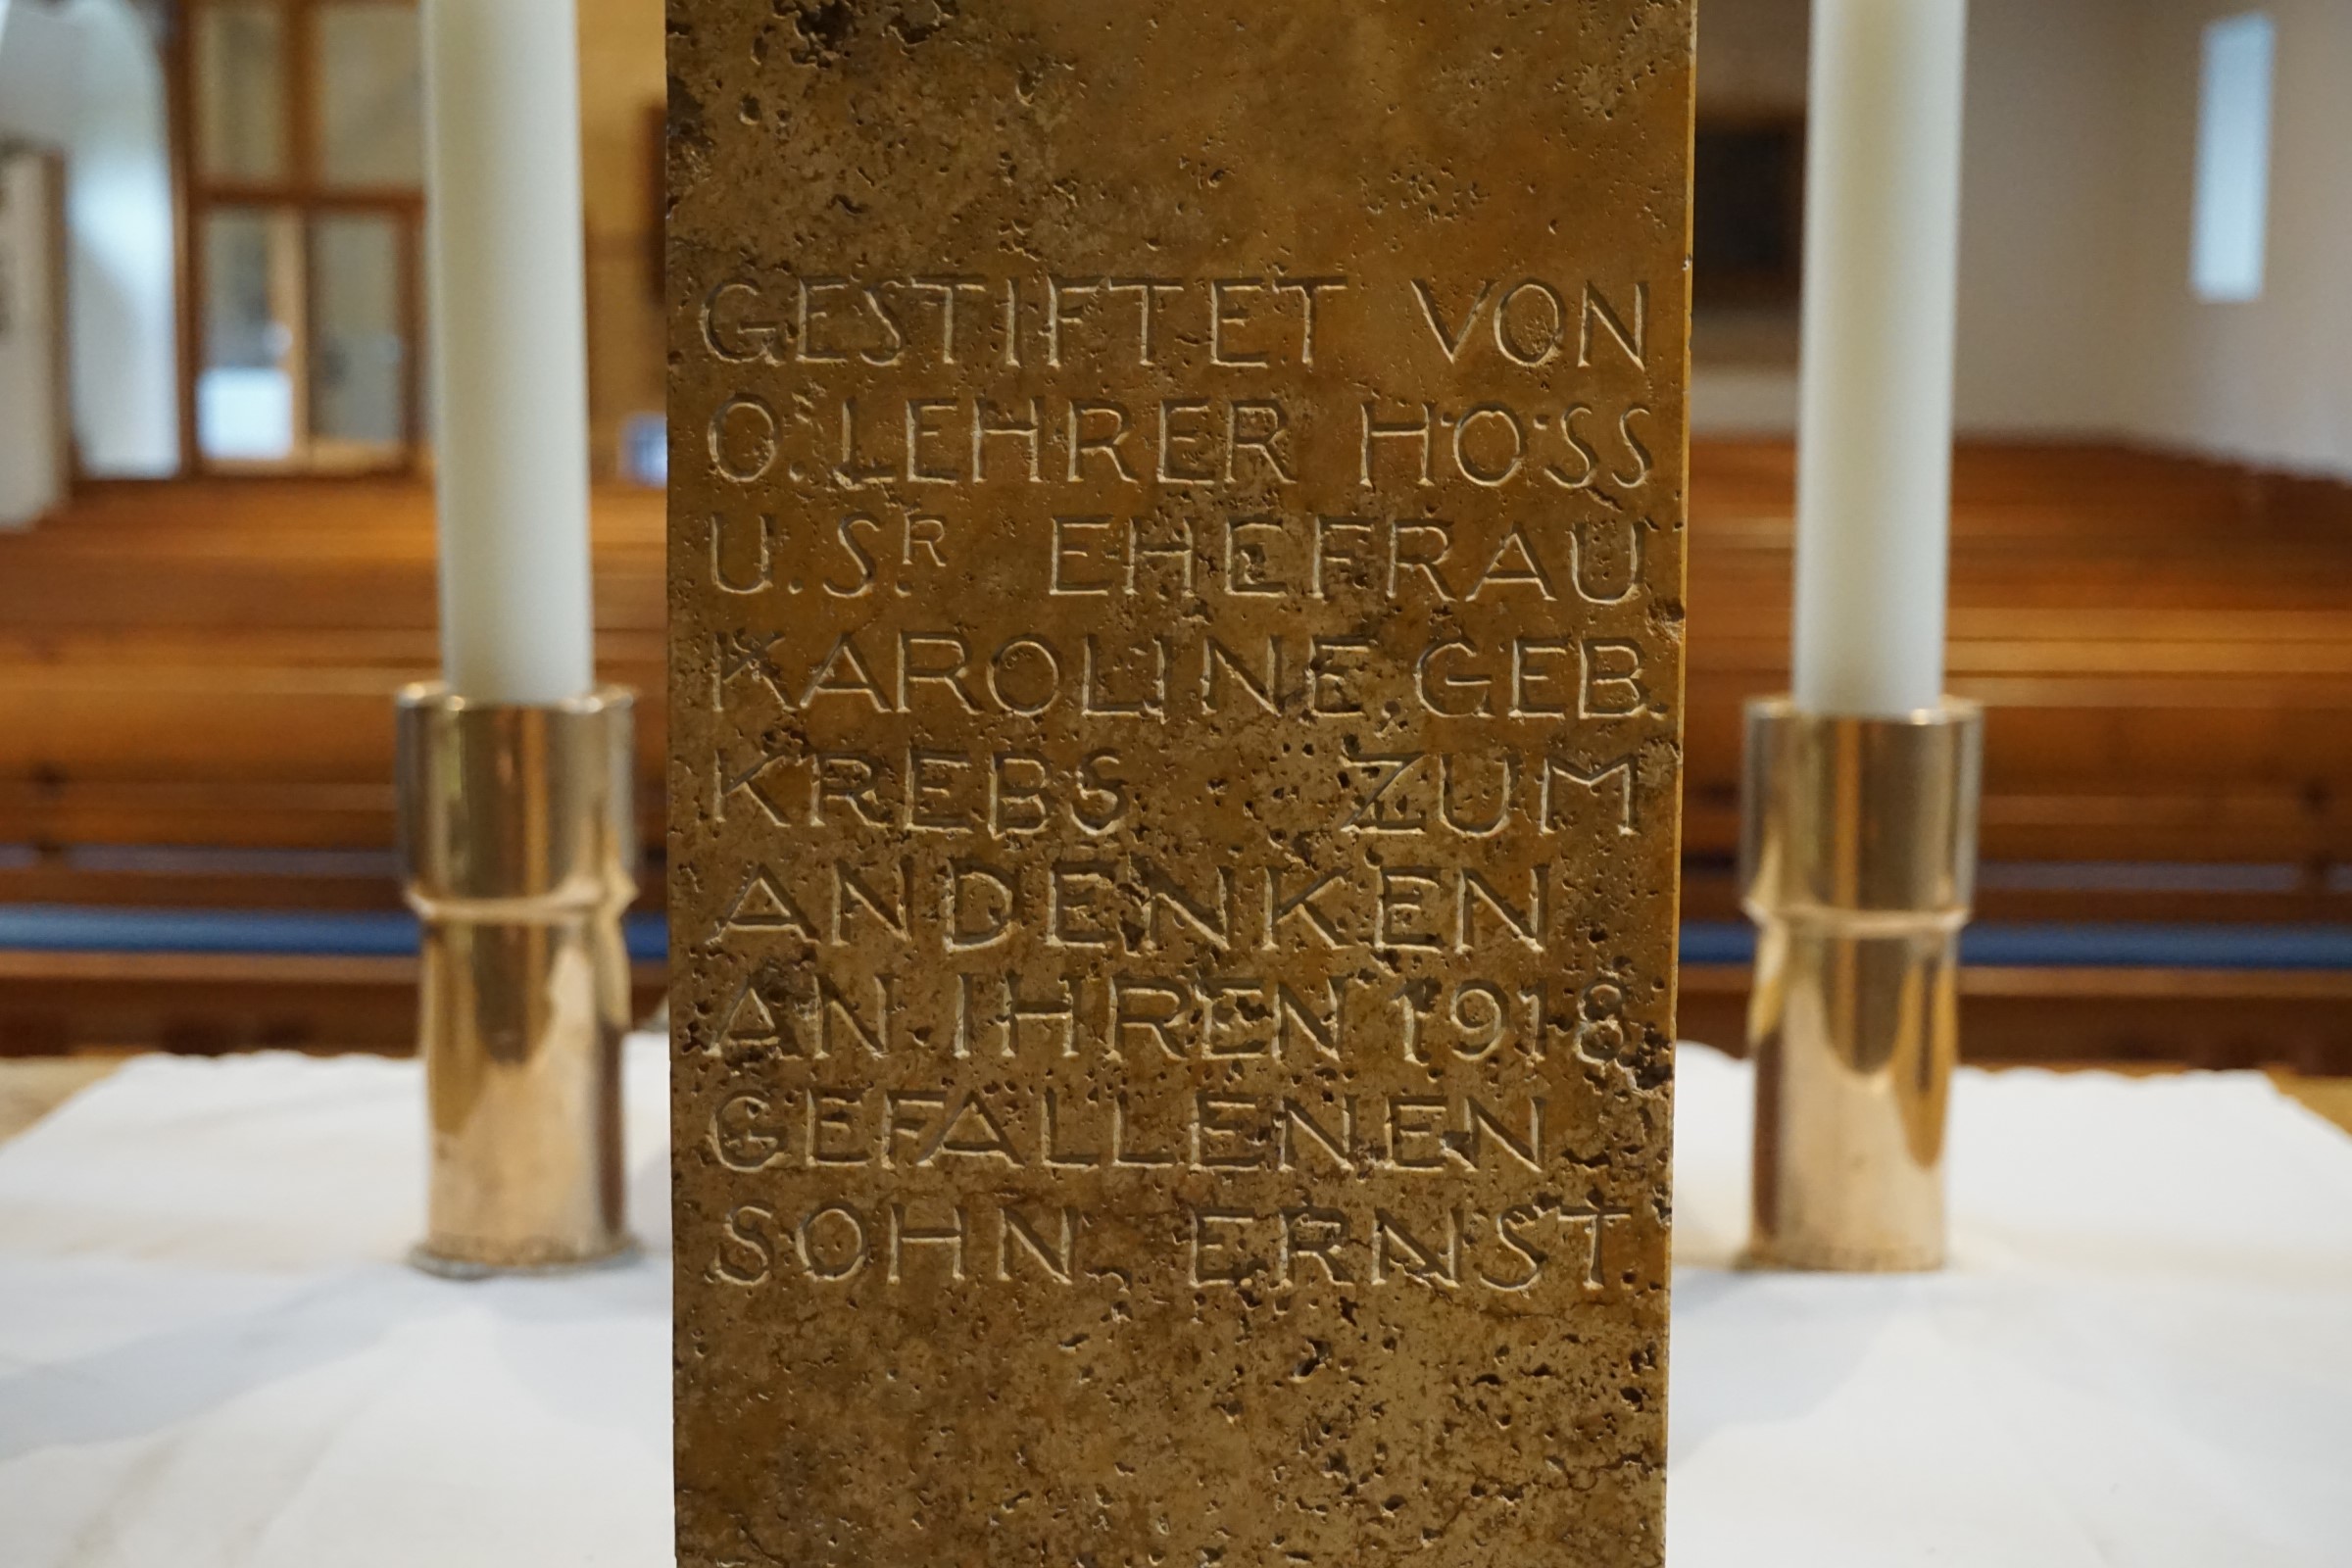 GESTIFTET VON
O. LEHRER HOSS
U. S.R EHEFRAU
KAROLINE, GEB.
KREBS ZUM
ANDENKEN
AN IHREN 1918
GEFALLENEN
SOHN ERNST